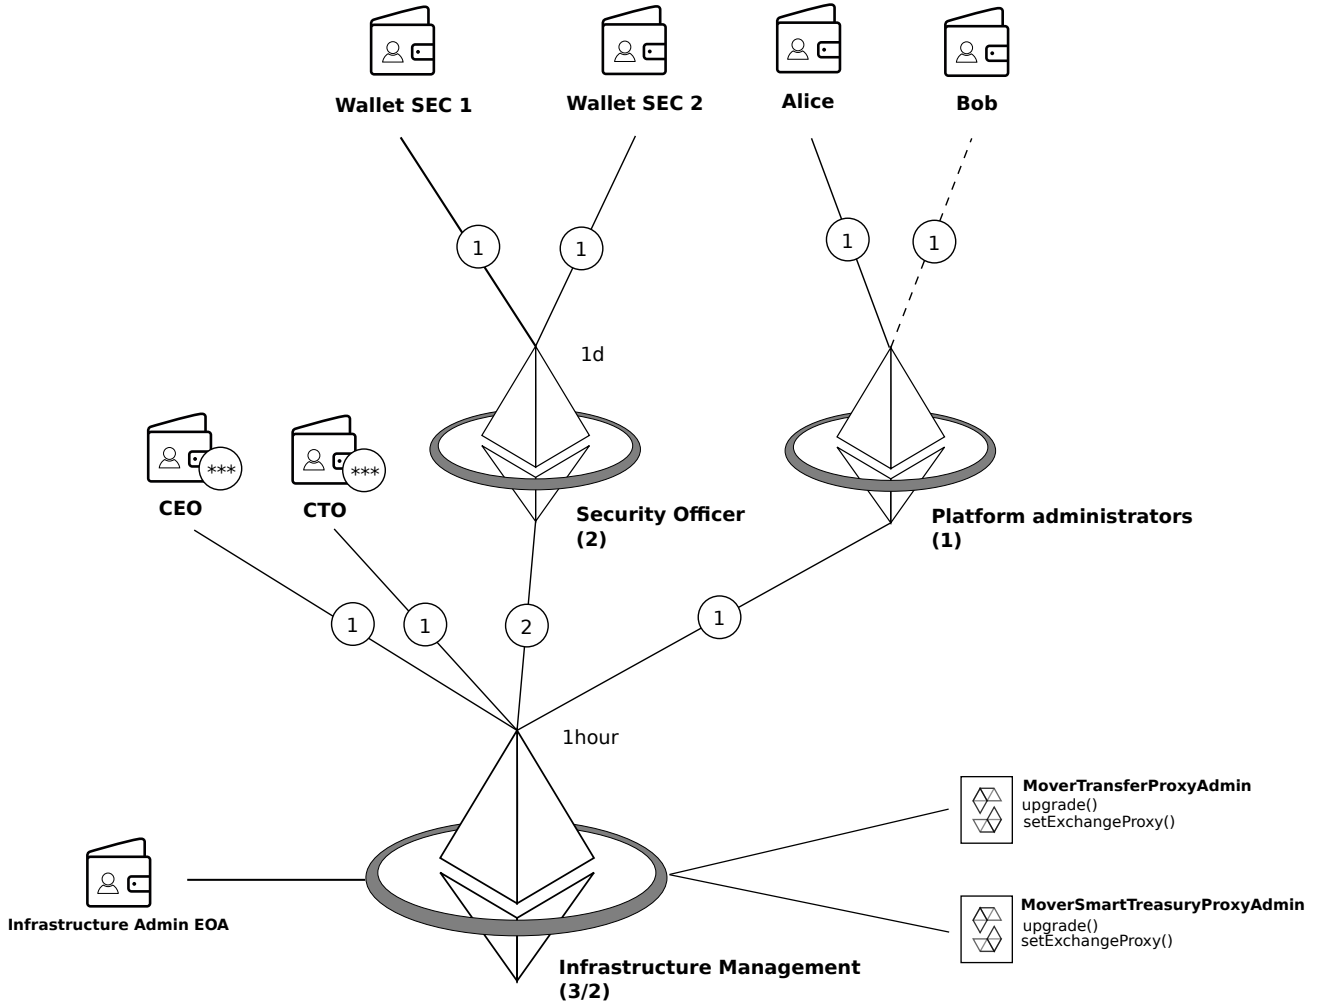 Wallet SEC 1
Wallet SEC 2
Alice
Bob
1
1
1
1
1d
***
***
CEO
CTO
Security Officer
(2)
Platform administrators
(1)
1
1
2
1
1hour
MoverTransferProxyAdmin
upgrade()
setExchangeProxy()
Infrastructure Admin EOA
MoverSmartTreasuryProxyAdmin
upgrade()
setExchangeProxy()
Infrastructure Management
(3/2)